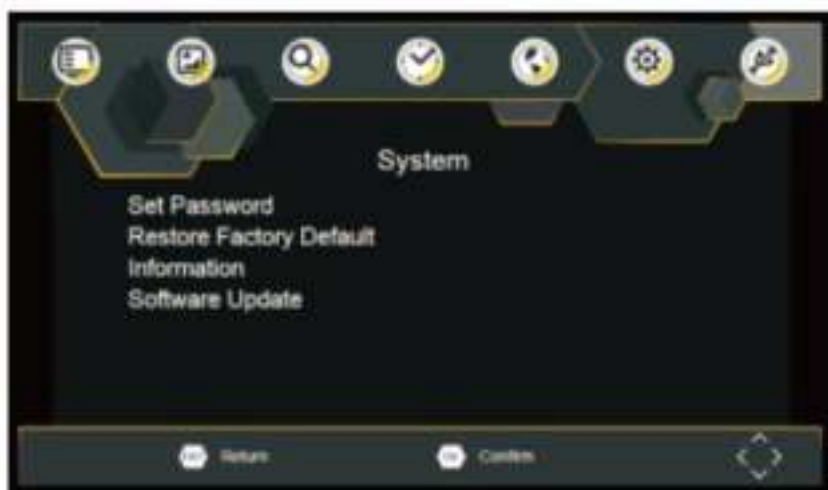 System
Set Password
Restore Factory Default
Information
Software Update
Return
Confirm